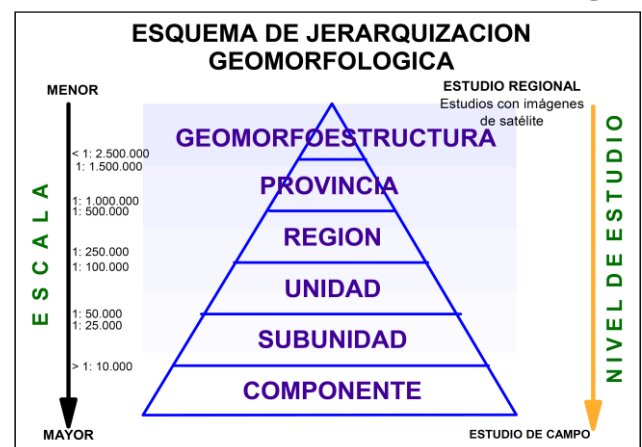 ESQUEMA DE JERARQUIZACION
GEOMORFOLOGICA
MENOR
ESTUDIO REGIONAL
Estudios con imágenes
de satélite
GEOMORFOESTRUCTURA
< 1: 2.500.000
1: 1.500.000
PROVINCIA
1: 1.000.000
1: 500.000
REGION
1: 250.000
1: 100.000
UNIDAD
1: 50.000
1: 25.000
SUBUNIDAD
> 1: 10.000
COMPONENTE
MAYOR
ESTUDIO DE CAMPO
ESCALA
NIVEL DE ESTUDIO